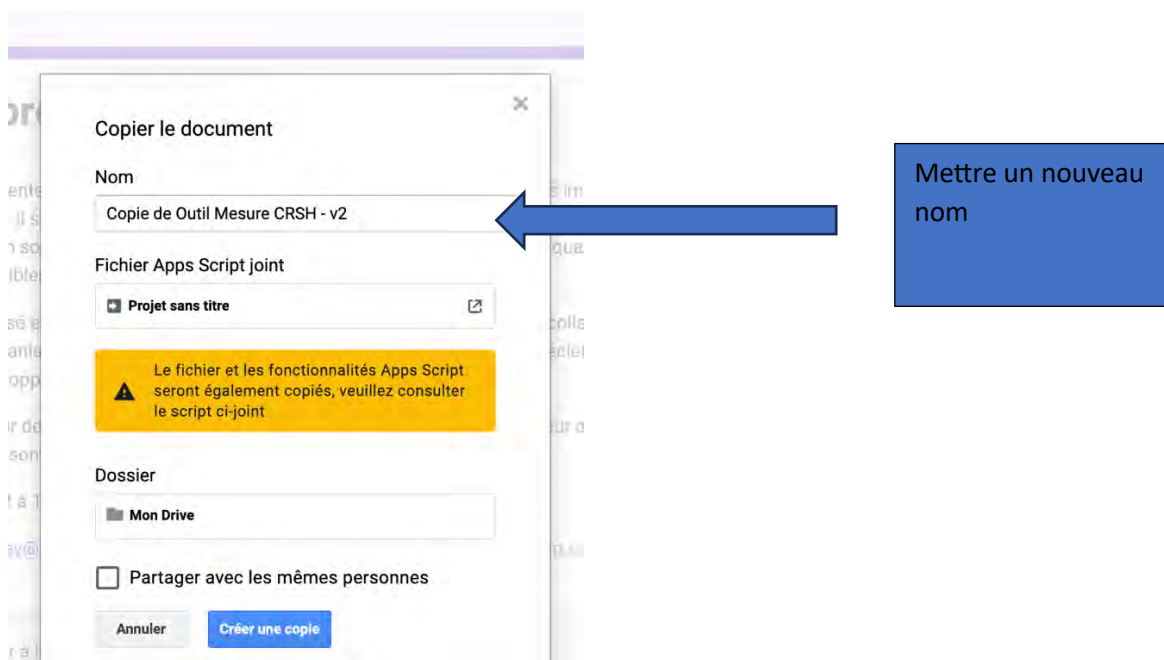 Copier le document
Nom
Copie de Outil Mesure CRSH - v2
Mettre un nouveau
nom
Fichier Apps Script joint
Projet sans titre
Le fichier et les fonctionnalités Apps Script
seront également copiés, veuillez consulter
le script ci-joint
Dossier
Mon Drive
Partager avec les mêmes personnes
Annuler
Créer une copie